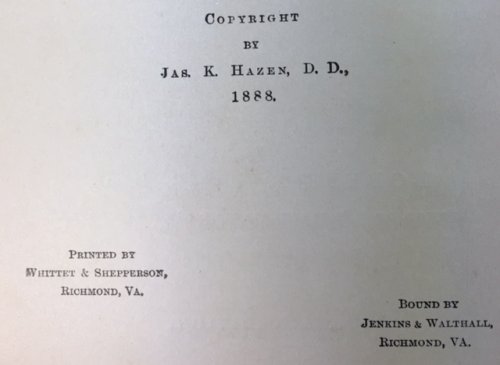 COPYRIGHT
BY
JAS. K. HAZEN, D. D.,
1888.
PRINTED BY
WHITTET & SHEPPERSON,
RICHMOND, VA.
BOUND BY
JENKINS & WALTHALL,
RICHMOND, VA.